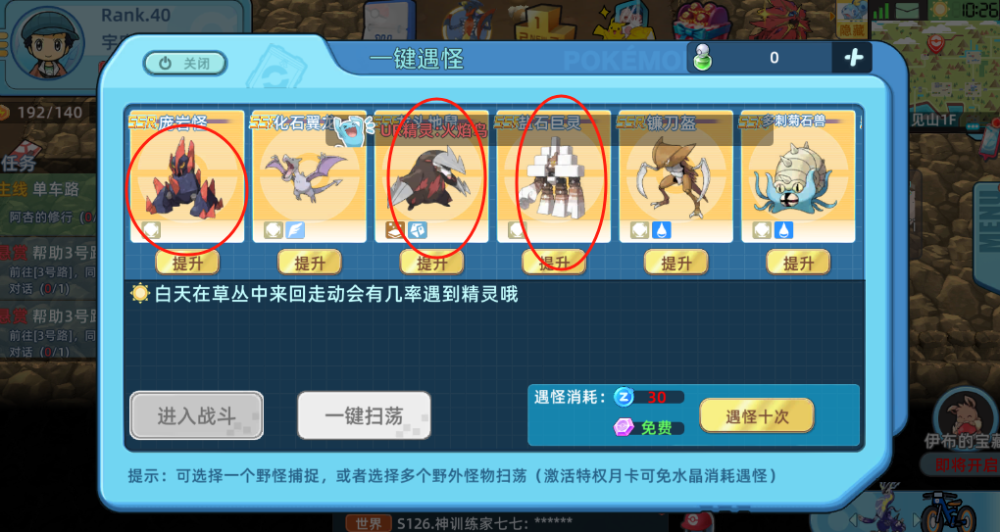 Rank.40
10:26
隐藏
关闭
一键遇怪
POKÉMO
0
192/140
见山1F
庞岩怪
化石翼龙
UR精灵:火焰鸟
盐石巨灵
镰刀盔
多刺菊石兽
任务
主线 单车路
阿杏的修行
帮助3号路
前往[3号路],同
对话 (0/1)
帮助3号路
前往[3号路],同
对话 (0/1)
提升
提升
提升
提升
提升
提升
白天在草丛中来回走动会有几率遇到精灵哦
进入战斗
一键扫荡
遇怪消耗:
30
免费
遇怪十次
提示:可选择一个野怪捕捉,或者选择多个野外怪物扫荡(激活特权月卡可免水晶消耗遇怪)
伊布的宝藏
即将开启
世界
S126.神训练家七七:******